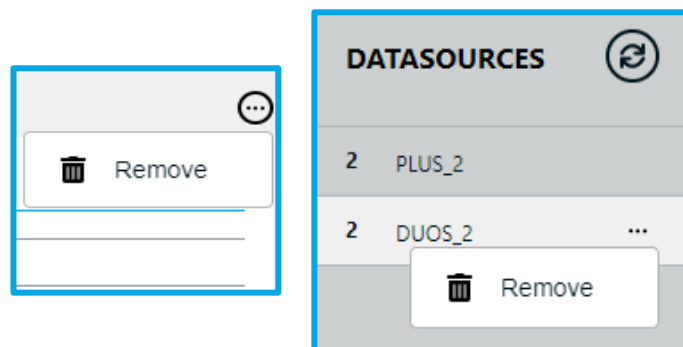 Remove
DATASOURCES
2 PLUS_2
2 DUOS_2 ...
Remove